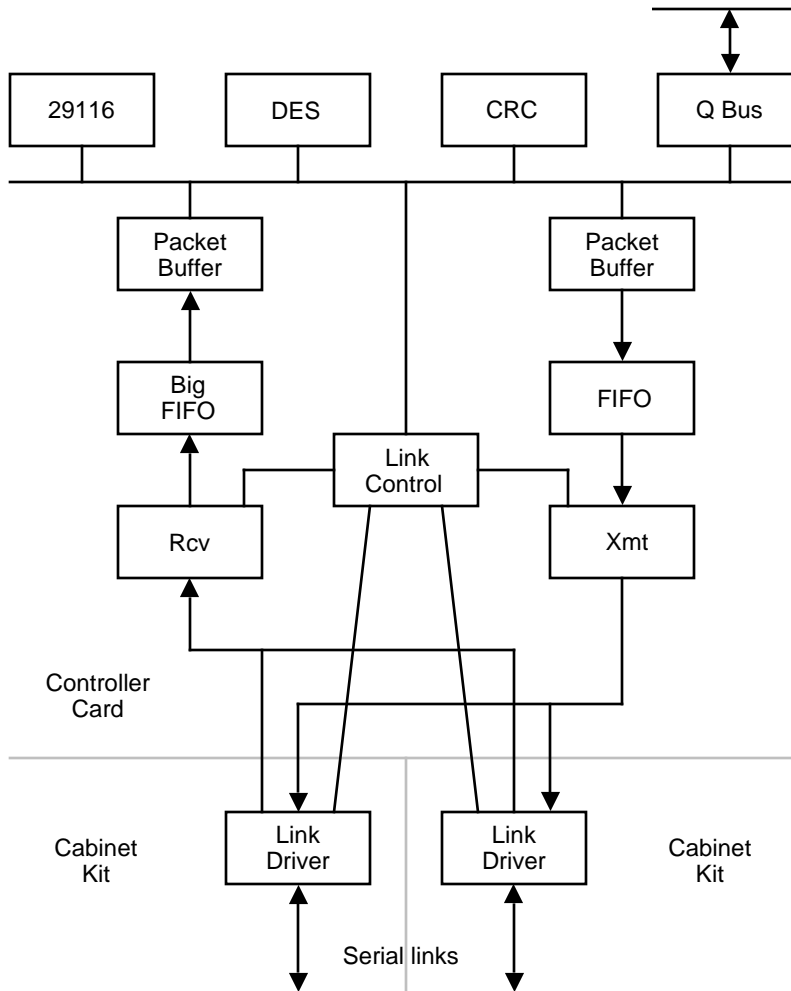 29116
DES
CRC
Q Bus
Packet
Buffer
Packet
Buffer
Big
FIFO
FIFO
Link
Control
Rcv
Xmt
Controller
Card
Cabinet
Kit
Link
Driver
Link
Driver
Cabinet
Kit
Serial links